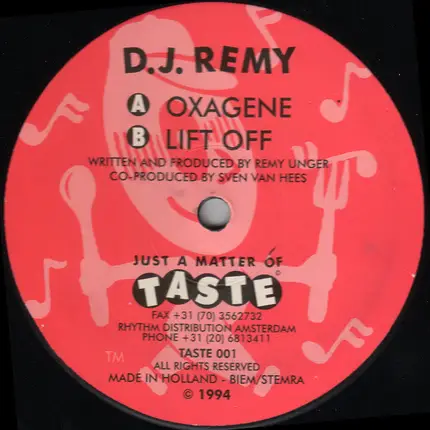 D.J. REMY
A OXAGENE
B LIFT OFF
WRITTEN AND PRODUCED BY REMY UNGER
CO-PRODUCED BY SVEN VAN HEES
JUST A MATTER OF
TASTE ©
FAX +31 (70) 3562732
RHYTHM DISTRIBUTION AMSTERDAM
PHONE +31 (20) 6813411
TASTE 001
TM
ALL RIGHTS RESERVED
MADE IN HOLLAND - BIEM/STEMRA
© 1994